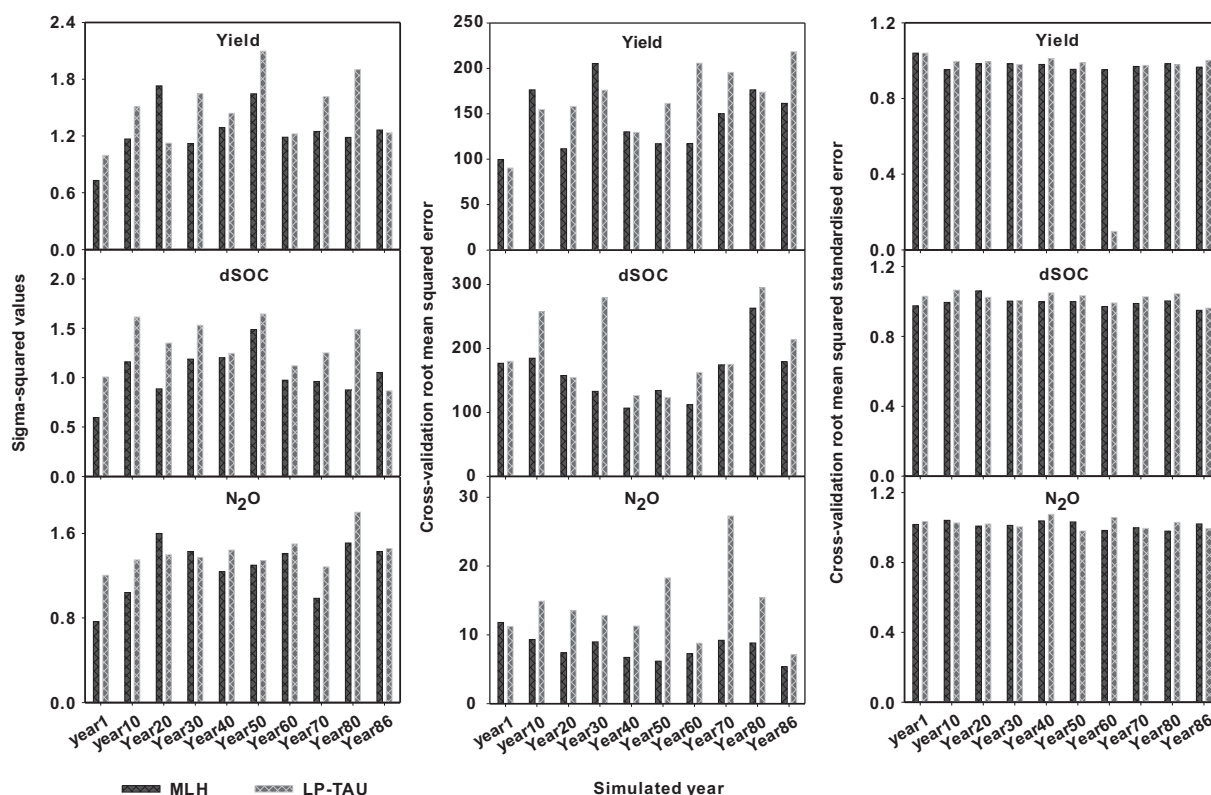 Sigma-squared values
2.4
1.8
1.2
0.6
0.0
Yield
2.0
1.5
1.0
0.5
0.0
dSOC
1.6
0.8
0.0
N2O
year1
year10
Year20
Year30
Year40
Year50
Year60
Year70
Year80
Year86
Cross-validation root mean squared error
250
200
150
100
50
0
Yield
300
200
100
0
dSOC
30
20
10
0
N2O
year1
year10
Year20
Year30
Year40
Year50
Year60
Year70
Year80
Year86
Cross-validation root mean squared standardised error
1.2
0.8
0.4
0.0
Yield
1.2
0.8
0.4
0.0
dSOC
1.2
0.8
0.4
0.0
N2O
year1
year10
Year20
Year30
Year40
Year50
Year60
Year70
Year80
Year86
MLH
LP-TAU
Simulated year